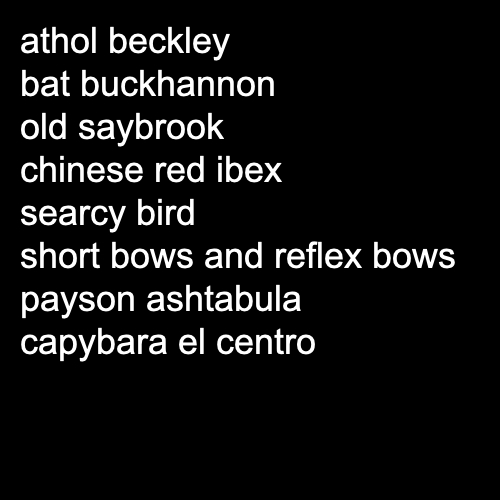 athol beckley
bat buckhannon
old saybrook
chinese red ibex
searcy bird
short bows and reflex bows
payson ashtabula
capybara el centro